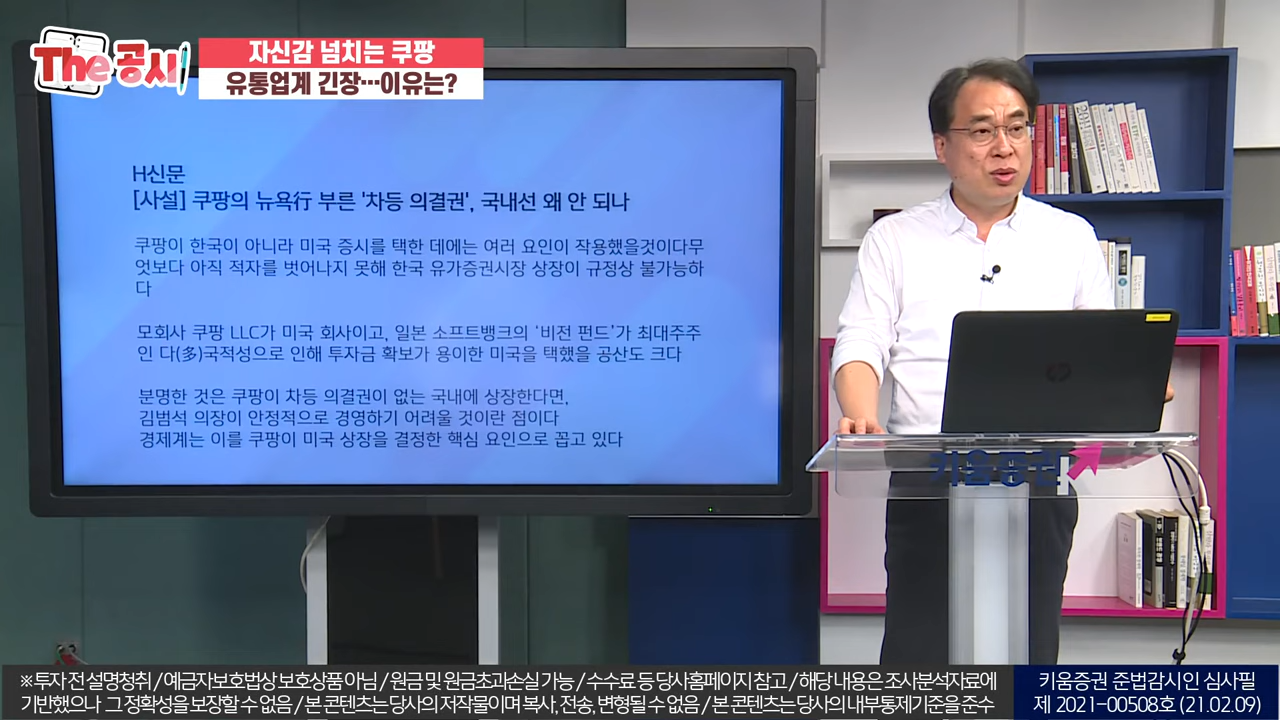 The 공시
자신감 넘치는 쿠팡
유통업계 긴장…이유는?
H신문
[사설] 쿠팡의 뉴욕行 부른 '차등 의결권', 국내선 왜 안 되나
쿠팡이 한국이 아니라 미국 증시를 택한 데에는 여러 요인이 작용했을것이다무
엇보다 아직 적자를 벗어나지 못해 한국 유가증권시장 상장이 규정상 불가능하
다
모회사 쿠팡 LLC가 미국 회사이고, 일본 소프트뱅크의 ‘비전 펀드’가 최대주주
인 다(多)국적성으로 인해 투자금 확보가 용이한 미국을 택했을 공산도 크다
분명한 것은 쿠팡이 차등 의결권이 없는 국내에 상장한다면,
김범석 의장이 안정적으로 경영하기 어려울 것이란 점이다
경제계는 이를 쿠팡이 미국 상장을 결정한 핵심 요인으로 꼽고 있다
hp
키움증권
※ 투자 전 설명청취 / 예금자보호법상 보호상품 아님 / 원금 및 원금초과손실 가능 / 수수료 등 당사홈페이지 참고 / 해당 내용은 조사분석자료에
기반했으나 그 정확성을 보장할 수 없음 / 본 콘텐츠는 당사의 저작물이며 복사, 전송, 변형될 수 없음 / 본 콘텐츠는 당사의 내부통제기준을 준수
키움증권 준법감시인 심사필
제 2021-00508호 (21.02.09)